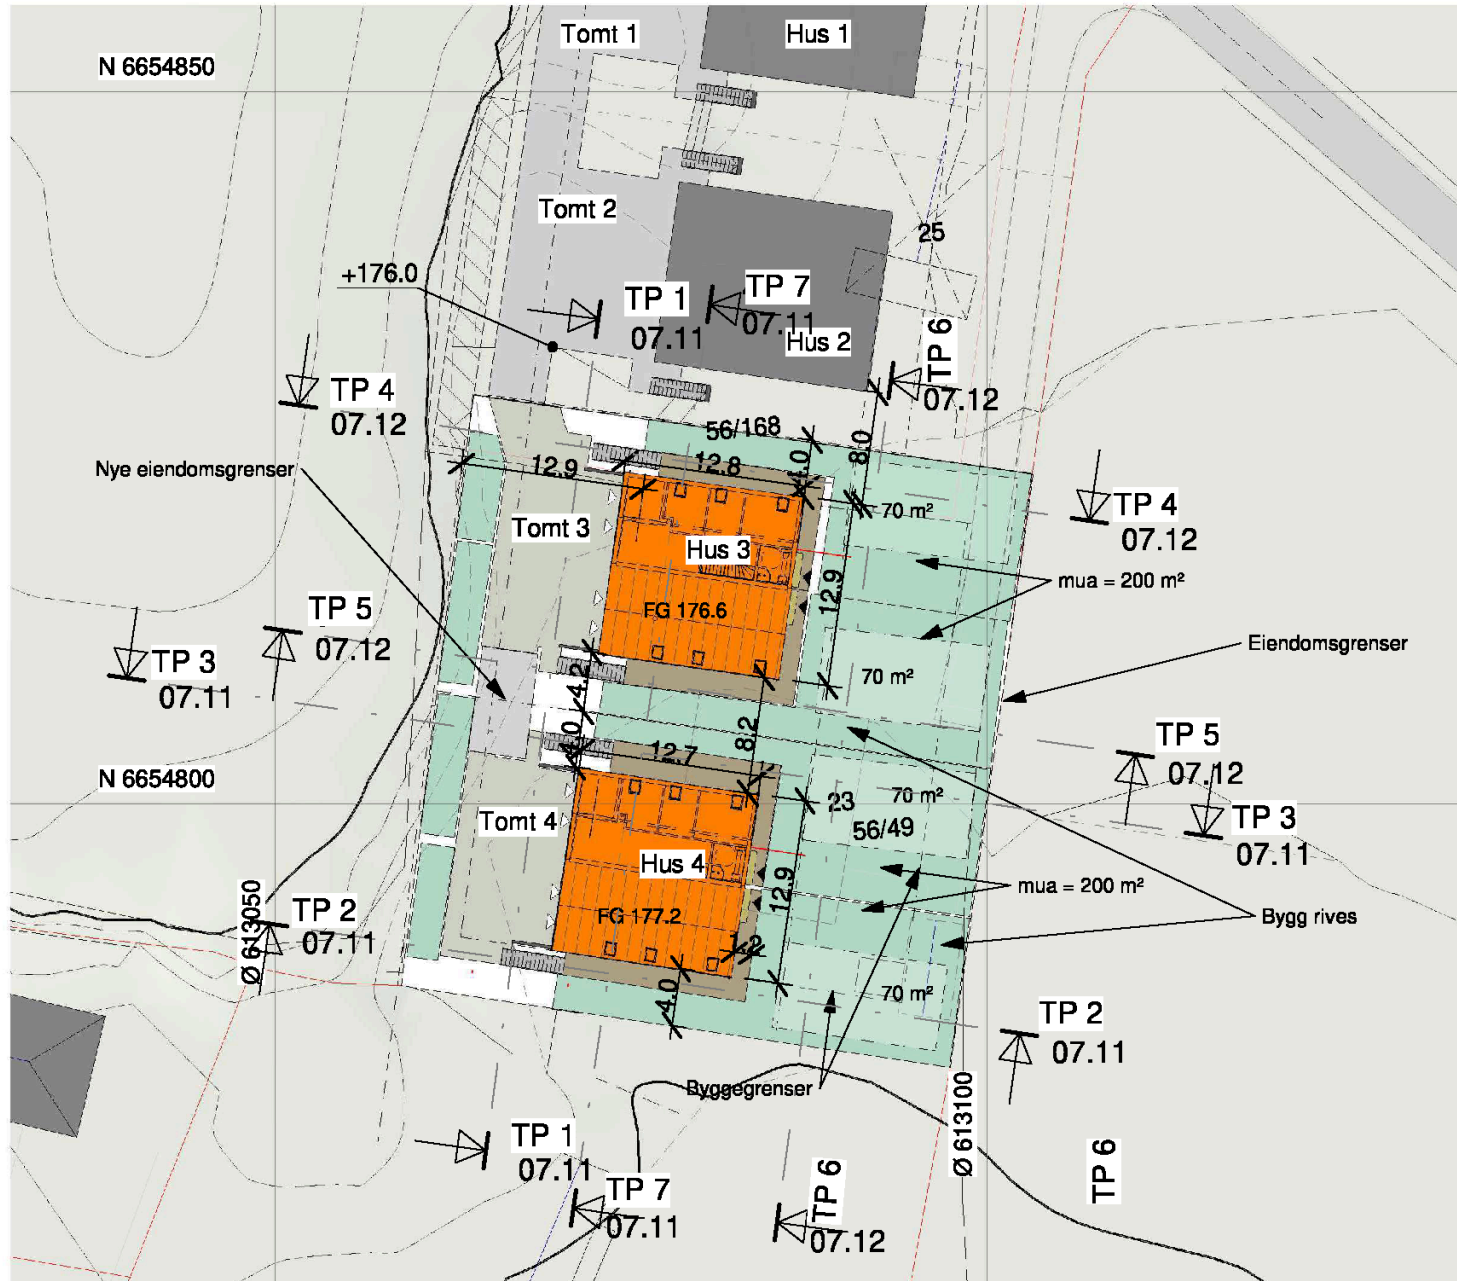 Tomt 1
Hus 1
N 6654850
Tomt 2
25
+176.0
TP 1
07.11
TP 7
07.11
Hus 2
TP 6
07.12
TP 4
07.12
56/168
4.0
8.0
Nye eiendomsgrenser
12.9
12.8
70 m²
TP 4
07.12
Tomt 3
Hus 3
mua = 200 m²
12.9
FG 176.6
TP 5
07.12
TP 3
07.11
Eiendomsgrenser
70 m²
4.2
4.0
8.2
12.7
TP 5
07.12
N 6654800
70 m²
23
56/49
TP 3
07.11
Tomt 4
Hus 4
12.9
mua = 200 m²
Ø 613050
TP 2
07.11
FG 177.2
Bygg rives
1.2
4.0
70 m²
TP 2
07.11
Byggegrenser
Ø 613100
TP 1
07.11
TP 7
07.11
TP 6
07.12
TP 6